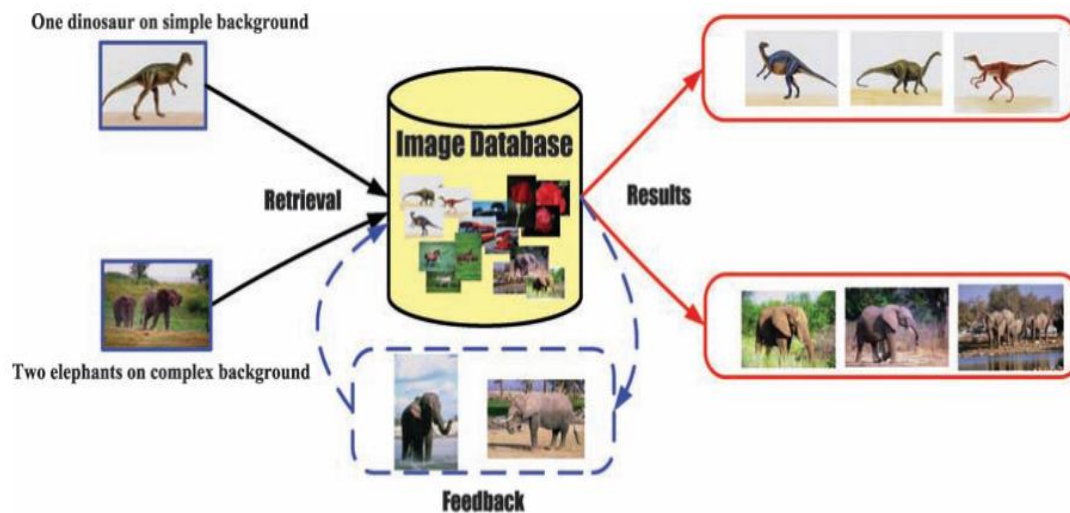 One dinosaur on simple background
Image Database
Retrieval
Results
Two elephants on complex background
Feedback